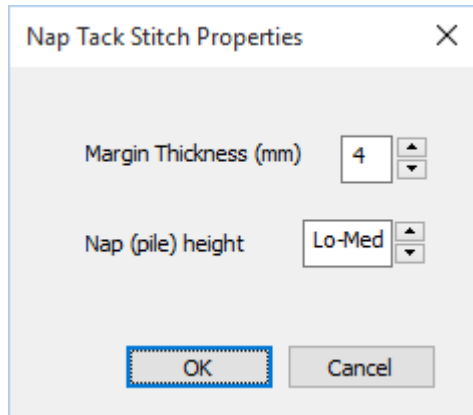 Nap Tack Stitch Properties
Margin Thickness (mm) 4
Nap (pile) height Lo-Med
OK Cancel